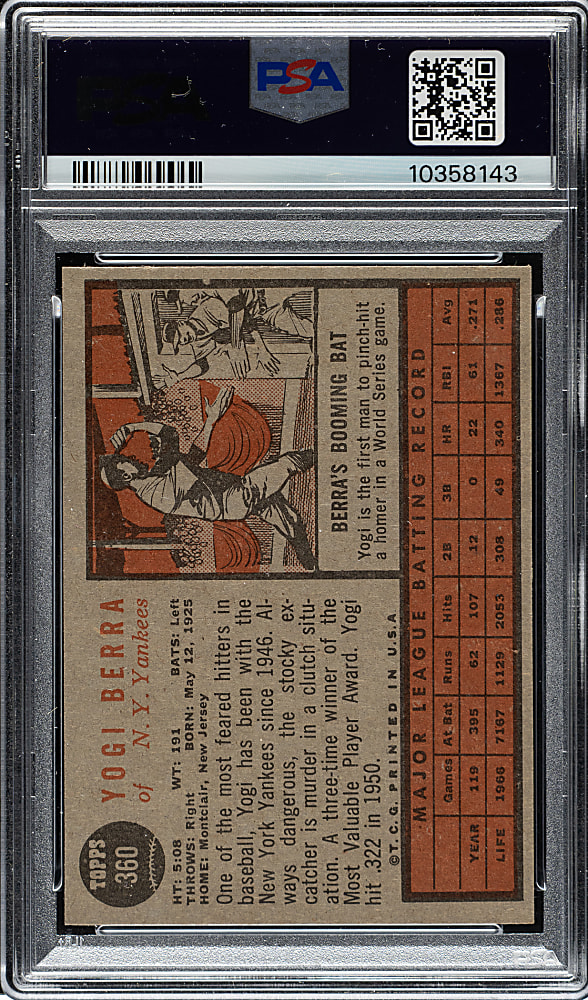 PSA
10358143
TOPPS
360
YOGI BERRA
of N. Y. Yankees
HT: 5:08 WT: 191 BATS: Left
THROWS: Right BORN: May 12, 1925
HOME: Montclair, New Jersey
One of the most feared hitters in
baseball, Yogi has been with the
New York Yankees since 1946. Al-
ways dangerous, the stocky ex-
catcher is murder in a clutch situ-
ation. A three-time winner of the
Most Valuable Player Award. Yogi
hit .322 in 1950.
©T.C.G. PRINTED IN U.S.A
BERRA'S BOOMING BAT
Yogi is the first man to pinch-hit
a homer in a World Series game.
MAJOR LEAGUE BATTING RECORD
Games At Bat Runs Hits 2B 3B HR RBI Avg
YEAR 119 395 62 107 12 0 22 61 .271
LIFE 1966 7167 1129 2053 308 49 340 1367 .286